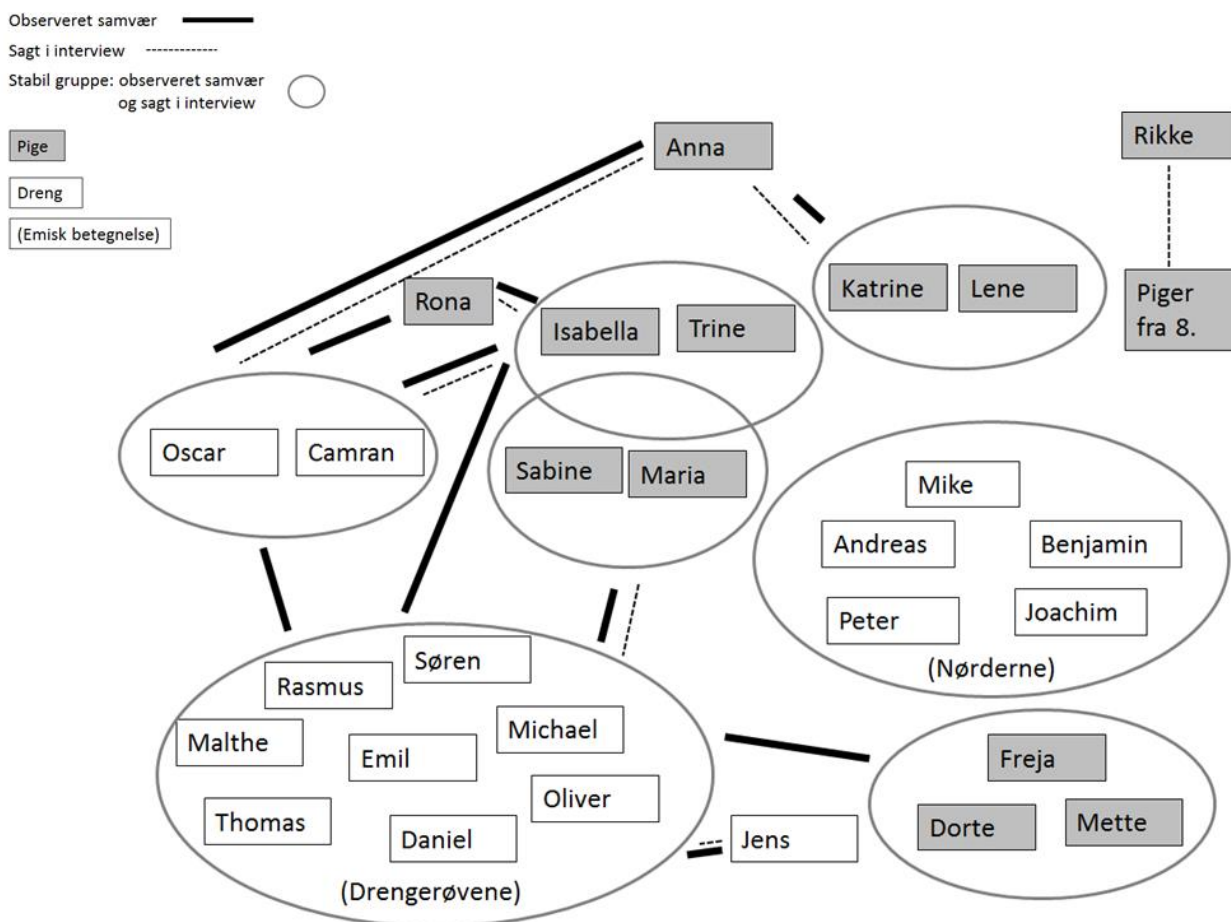 Observeret samvær
Sagt i interview
Stabil gruppe: observeret samvær
og sagt i interview
Pige
Dreng
(Emisk betegnelse)
Anna
Rikke
Katrine
Lene
Piger
fra 8.
Rona
Isabella
Trine
Oscar
Camran
Sabine
Maria
Mike
Andreas
Benjamin
Peter
Joachim
(Nørderne)
Søren
Rasmus
Malthe
Michael
Emil
Oliver
Thomas
Daniel
(Drengerøvene)
Jens
Freja
Dorte
Mette